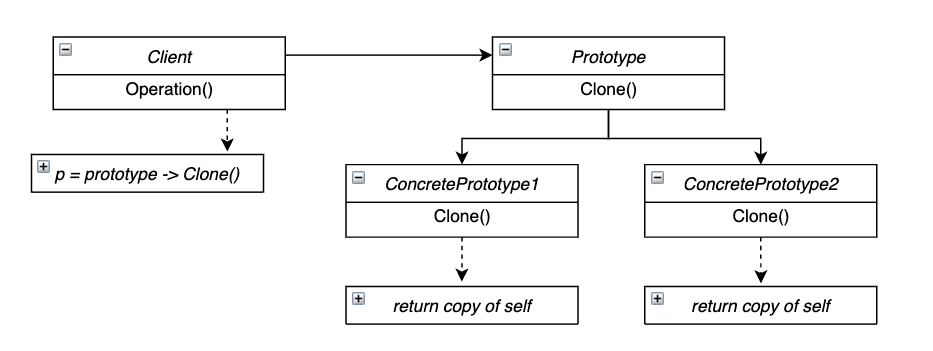 Client
Operation()
p = prototype -> Clone()
Prototype
Clone()
ConcretePrototype1
Clone()
return copy of self
ConcretePrototype2
Clone()
return copy of self